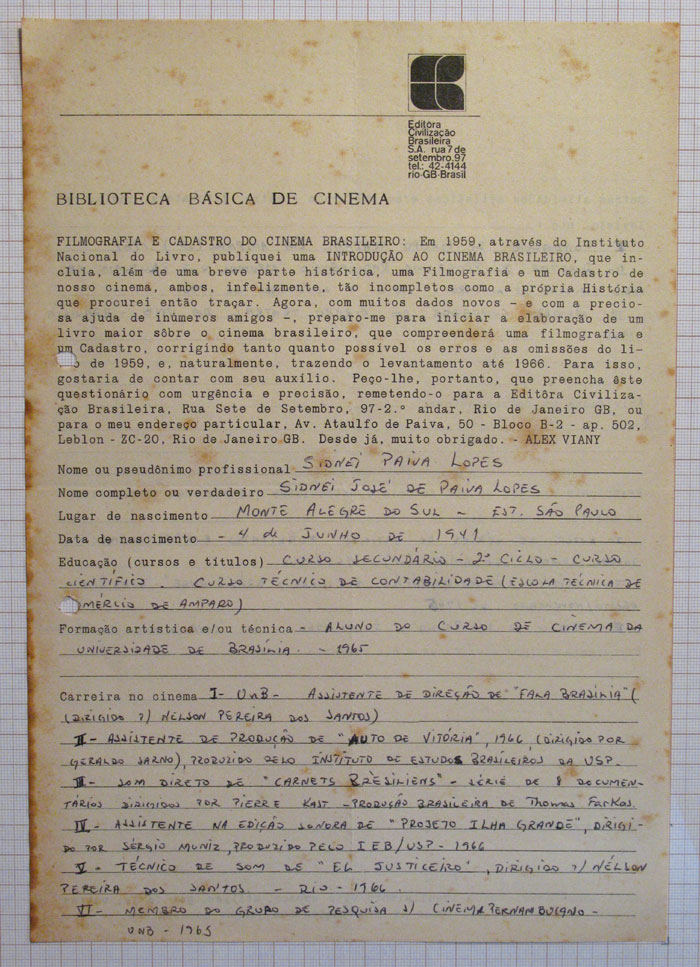 Editôra
Civilização
Brasileira
S.A. rua 7 de
setembro. 97
tel.: 42-4144
rio·GB·Brasil
BIBLIOTECA BÁSICA DE CINEMA
FILMOGRAFIA E CADASTRO DO CINEMA BRASILEIRO: Em 1959, através do Instituto
Nacional do Livro, publiquei uma INTRODUÇÃO AO CINEMA BRASILEIRO, que in-
cluia, além de uma breve parte histórica, uma Filmografia e um Cadastro de
nosso cinema, ambos, infelizmente, tão incompletos como a própria História
que procurei então traçar. Agora, com muitos dados novos — e com a precio-
sa ajuda de inúmeros amigos —, preparo-me para iniciar a elaboração de um
livro maior sôbre o cinema brasileiro, que compreenderá uma filmografia e
um Cadastro, corrigindo tanto quanto possível os erros e as omissões do li-
o de 1959, e, naturalmente, trazendo o levantamento até 1966. Para isso,
gostaria de contar com seu auxílio. Peço-lhe, portanto, que preencha êste
questionário com urgência e precisão, remetendo-o para a Editôra Civiliza-
ção Brasileira, Rua Sete de Setembro, 97-2.º andar, Rio de Janeiro GB, ou
para o meu endereço particular, Av. Ataulfo de Paiva, 50 - Bloco B-2 - ap. 502,
Leblon - ZC-20, Rio de Janeiro GB. Desde já, muito obrigado. - ALEX VIANY
Nome ou pseudônimo profissional SIDNEI PAIVA LOPES
Nome completo ou verdadeiro SIDNEI JOSÉ DE PAIVA LOPES
Lugar de nascimento MONTE ALEGRE DO SUL - EST. SÃO PAULO
Data de nascimento - 4 de JUNHO DE 1941
Educação (cursos e títulos) CURSO SECUNDÁRIO - 2º CICLO - CURSO
CIENTÍFICO. CURSO TÉCNICO DE CONTABILIDADE (ESCOLA TÉCNICA DE
OMÉRCIO DE AMPARO)
Formação artística e/ou técnica - ALUNO DO CURSO DE CINEMA DA
UNIVERSIDADE DE BRASÍLIA. - 1965
Carreira no cinema I - UnB - ASSISTENTE DE DIREÇÃO DE "FALA BRASÍLIA" (
(DIRIGIDO P/ NELSON PEREIRA DOS SANTOS)
II - ASSISTENTE DE PRODUÇÃO DE "AUTO DE VITÓRIA", 1966, (DIRIGIDO POR
GERALDO SARNO), PRODUZIDO PELO INSTITUTO DE ESTUDOS BRASILEIROS DA USP.
III - SOM DIRETO DE "CARNETS BRÉSILIENS" - SÉRIE DE 8 DOCUMEN-
TÁRIOS DIRIGIDOS POR PIERRE KAST - PRODUÇÃO BRASILEIRA DE Thomas FarKas.
IV - ASSISTENTE NA EDIÇÃO SONORA DE "PROJETO ILHA GRANDE", DIRIGI-
DO POR SÉRGIO MUNIZ, PRODUZIDO PELO IEB/USP - 1966
V - TÉCNICO DE SOM DE "EL JUSTICEIRO", DIRIGIDO P/ NÉLSON
PEREIRA DOS SANTOS - RIO - 1966.
VI - MEMBRO DO GRUPO DE PESQUISA S/ CINEMA PERNAMBUCANO -
UNB - 1965